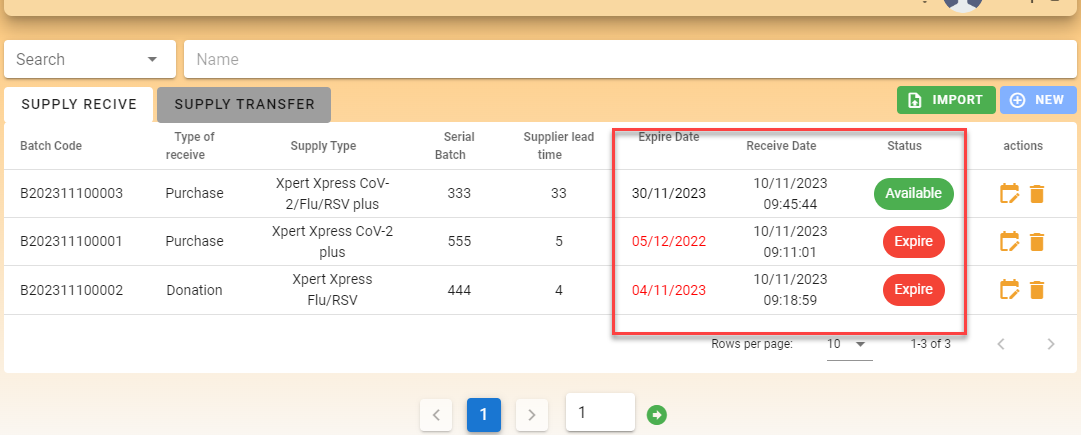 Search
Name
SUPPLY RECIVE
SUPPLY TRANSFER
IMPORT
NEW
Batch Code
Type of
receive
Supply Type
Serial
Batch
Supplier lead
time
Expire Date
Receive Date
Status
actions
B202311100003
Purchase
Xpert Xpress CoV-
2/Flu/RSV plus
333
33
30/11/2023
10/11/2023
09:45:44
Available
B202311100001
Purchase
Xpert Xpress CoV-2
plus
555
5
05/12/2022
10/11/2023
09:11:01
Expire
B202311100002
Donation
Xpert Xpress
Flu/RSV
444
4
04/11/2023
10/11/2023
09:18:59
Expire
Rows per page:
10
1-3 of 3
1
1